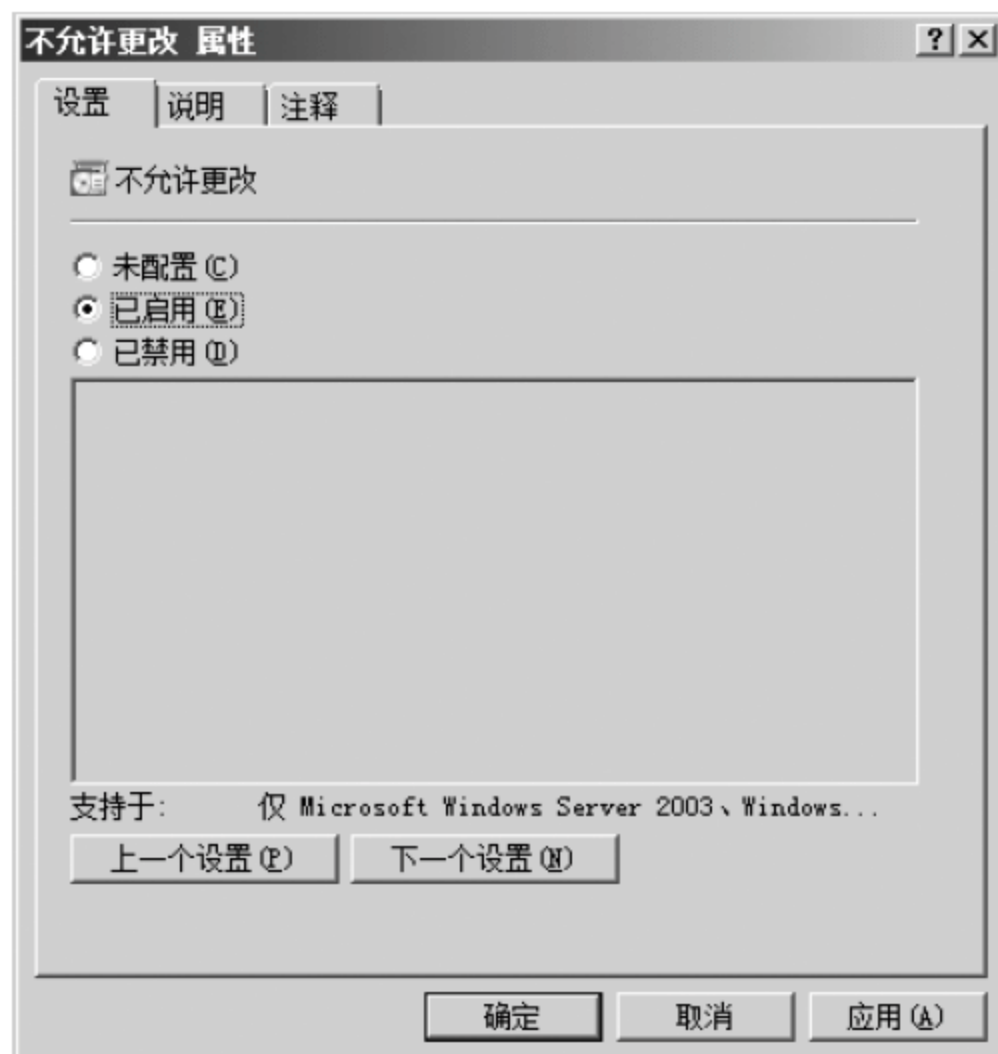 不允许更改 属性
设置 说明 注释
不允许更改
未配置(C)
已启用(E)
已禁用(D)
支持于: 仅 Microsoft Windows Server 2003、Windows...
上一个设置(P) 下一个设置(N)
确定 取消 应用(A)